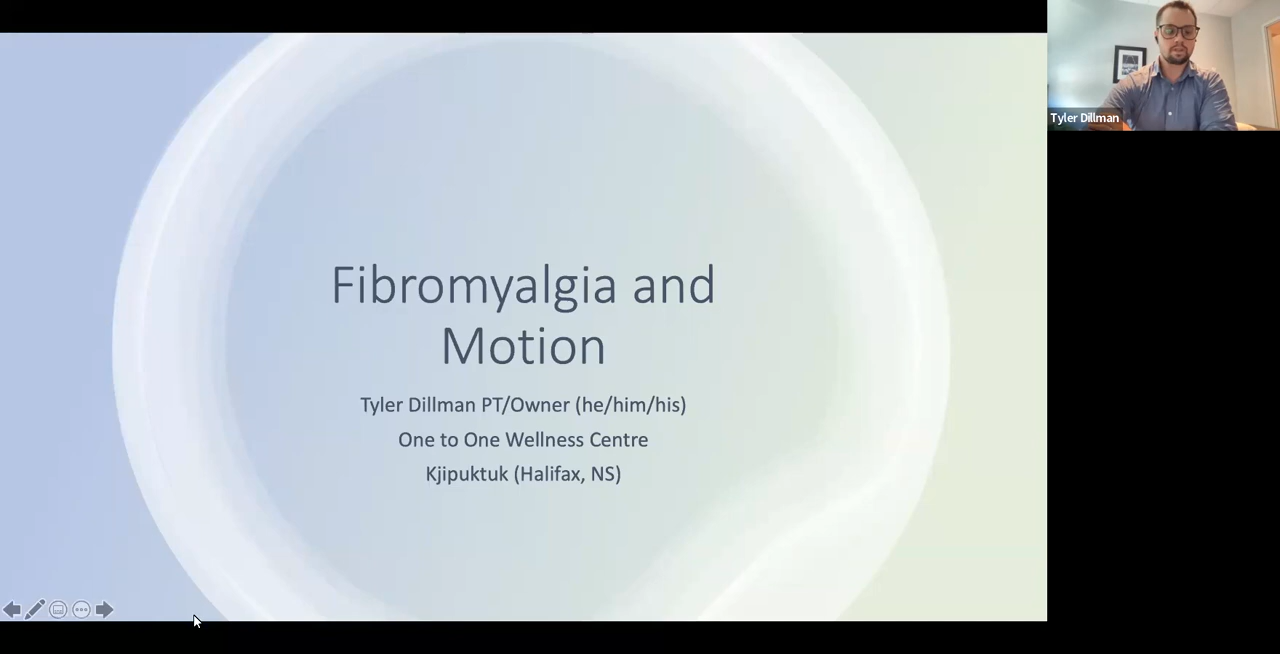 Fibromyalgia and
Motion
Tyler Dillman PT/Owner (he/him/his)
One to One Wellness Centre
Kjipuktuk (Halifax, NS)
Tyler Dillman